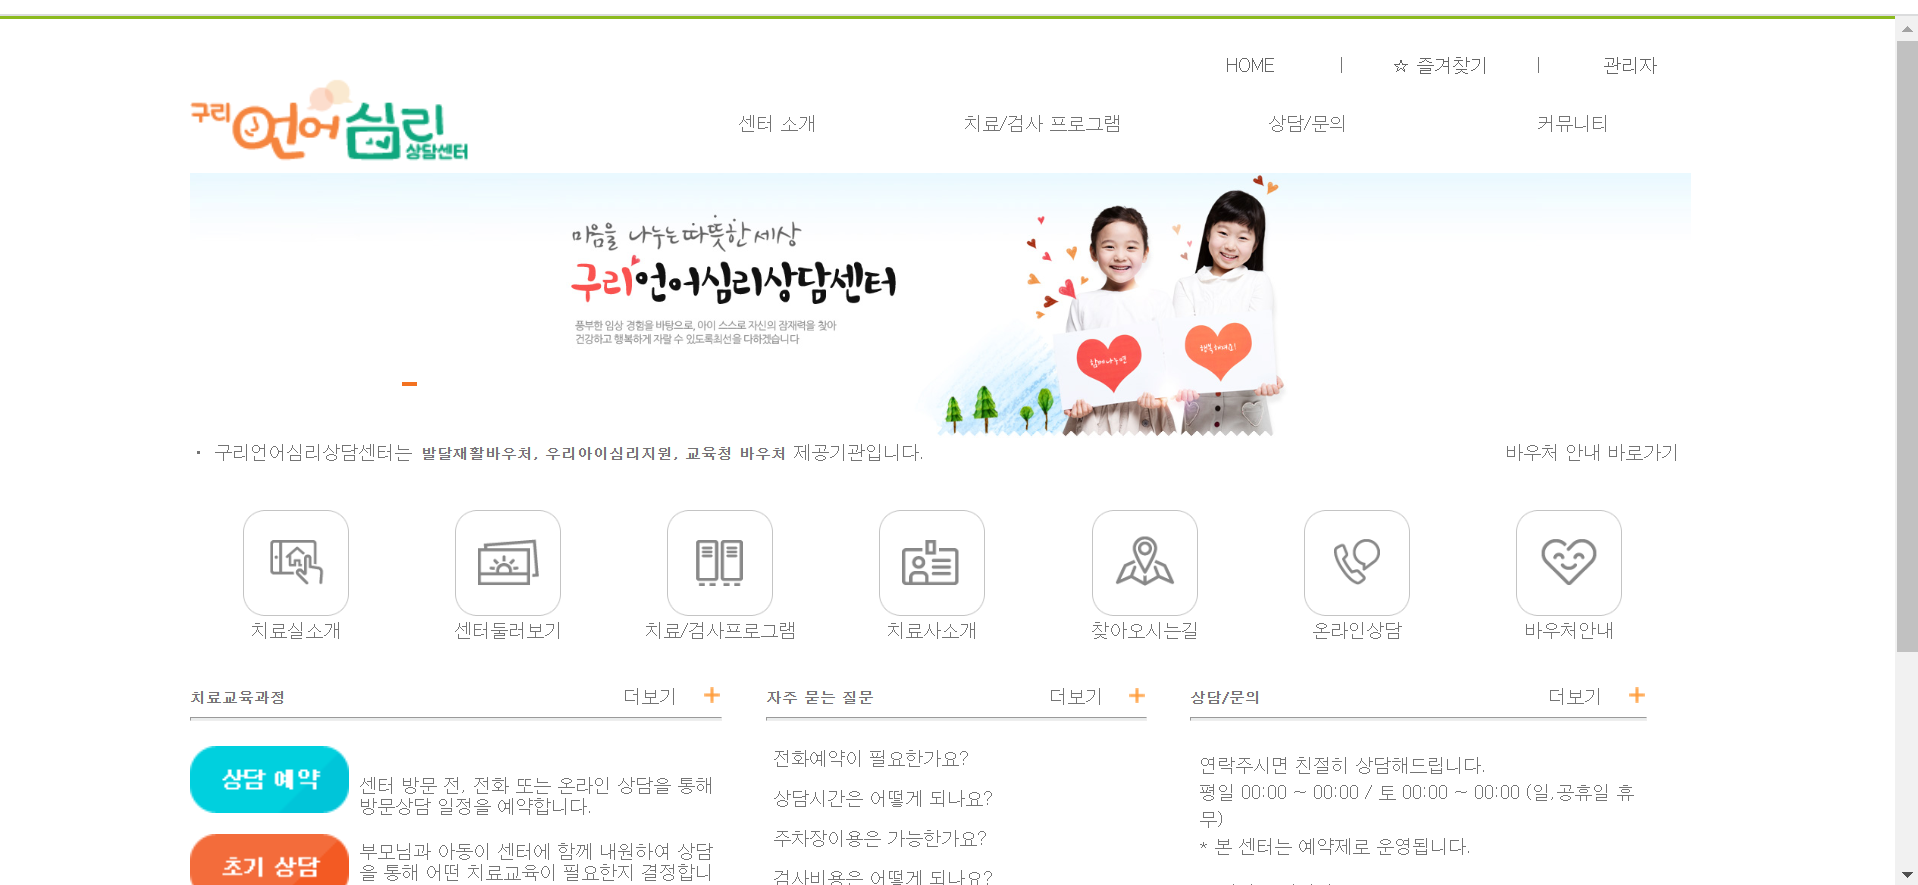 HOME | ☆ 즐겨찾기 | 관리자
구리 언어심리 상담센터
센터 소개 치료/검사 프로그램 상담/문의 커뮤니티
마음을 나누는 따뜻한 세상
구리언어심리상담센터
풍부한 임상 경험을 바탕으로, 아이 스스로 자신의 잠재력을 찾아
건강하고 행복하게 자랄 수 있도록최선을 다하겠습니다
함께 나누면
행복해져요!
· 구리언어심리상담센터는 발달재활바우처, 우리아이심리지원, 교육청 바우처 제공기관입니다. 바우처 안내 바로가기
치료실소개 센터둘러보기 치료/검사프로그램 치료사소개 찾아오시는길 온라인상담 바우처안내
치료교육과정 더보기 +
상담 예약
센터 방문 전, 전화 또는 온라인 상담을 통해
방문상담 일정을 예약합니다.
초기 상담
부모님과 아동이 센터에 함께 내원하여 상담
을 통해 어떤 치료교육이 필요한지 결정합니
자주 묻는 질문 더보기 +
전화예약이 필요한가요?
상담시간은 어떻게 되나요?
주차장이용은 가능한가요?
검사비용은 어떻게 되나요?
상담/문의 더보기 +
연락주시면 친절히 상담해드립니다.
평일 00:00 ~ 00:00 / 토 00:00 ~ 00:00 (일,공휴일 휴
무)
* 본 센터는 예약제로 운영됩니다.